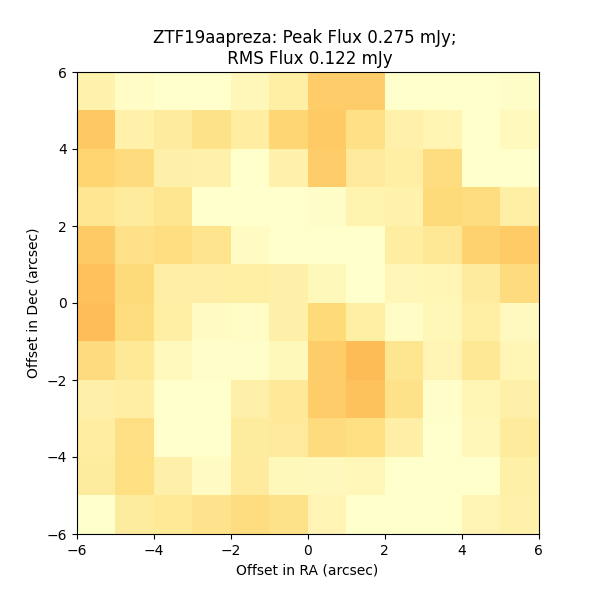 ZTF19aapreza: Peak Flux 0.275 mJy;
RMS Flux 0.122 mJy
6
4
2
0
−2
−4
−6
Offset in Dec (arcsec)
−6 −4 −2 0 2 4 6
Offset in RA (arcsec)